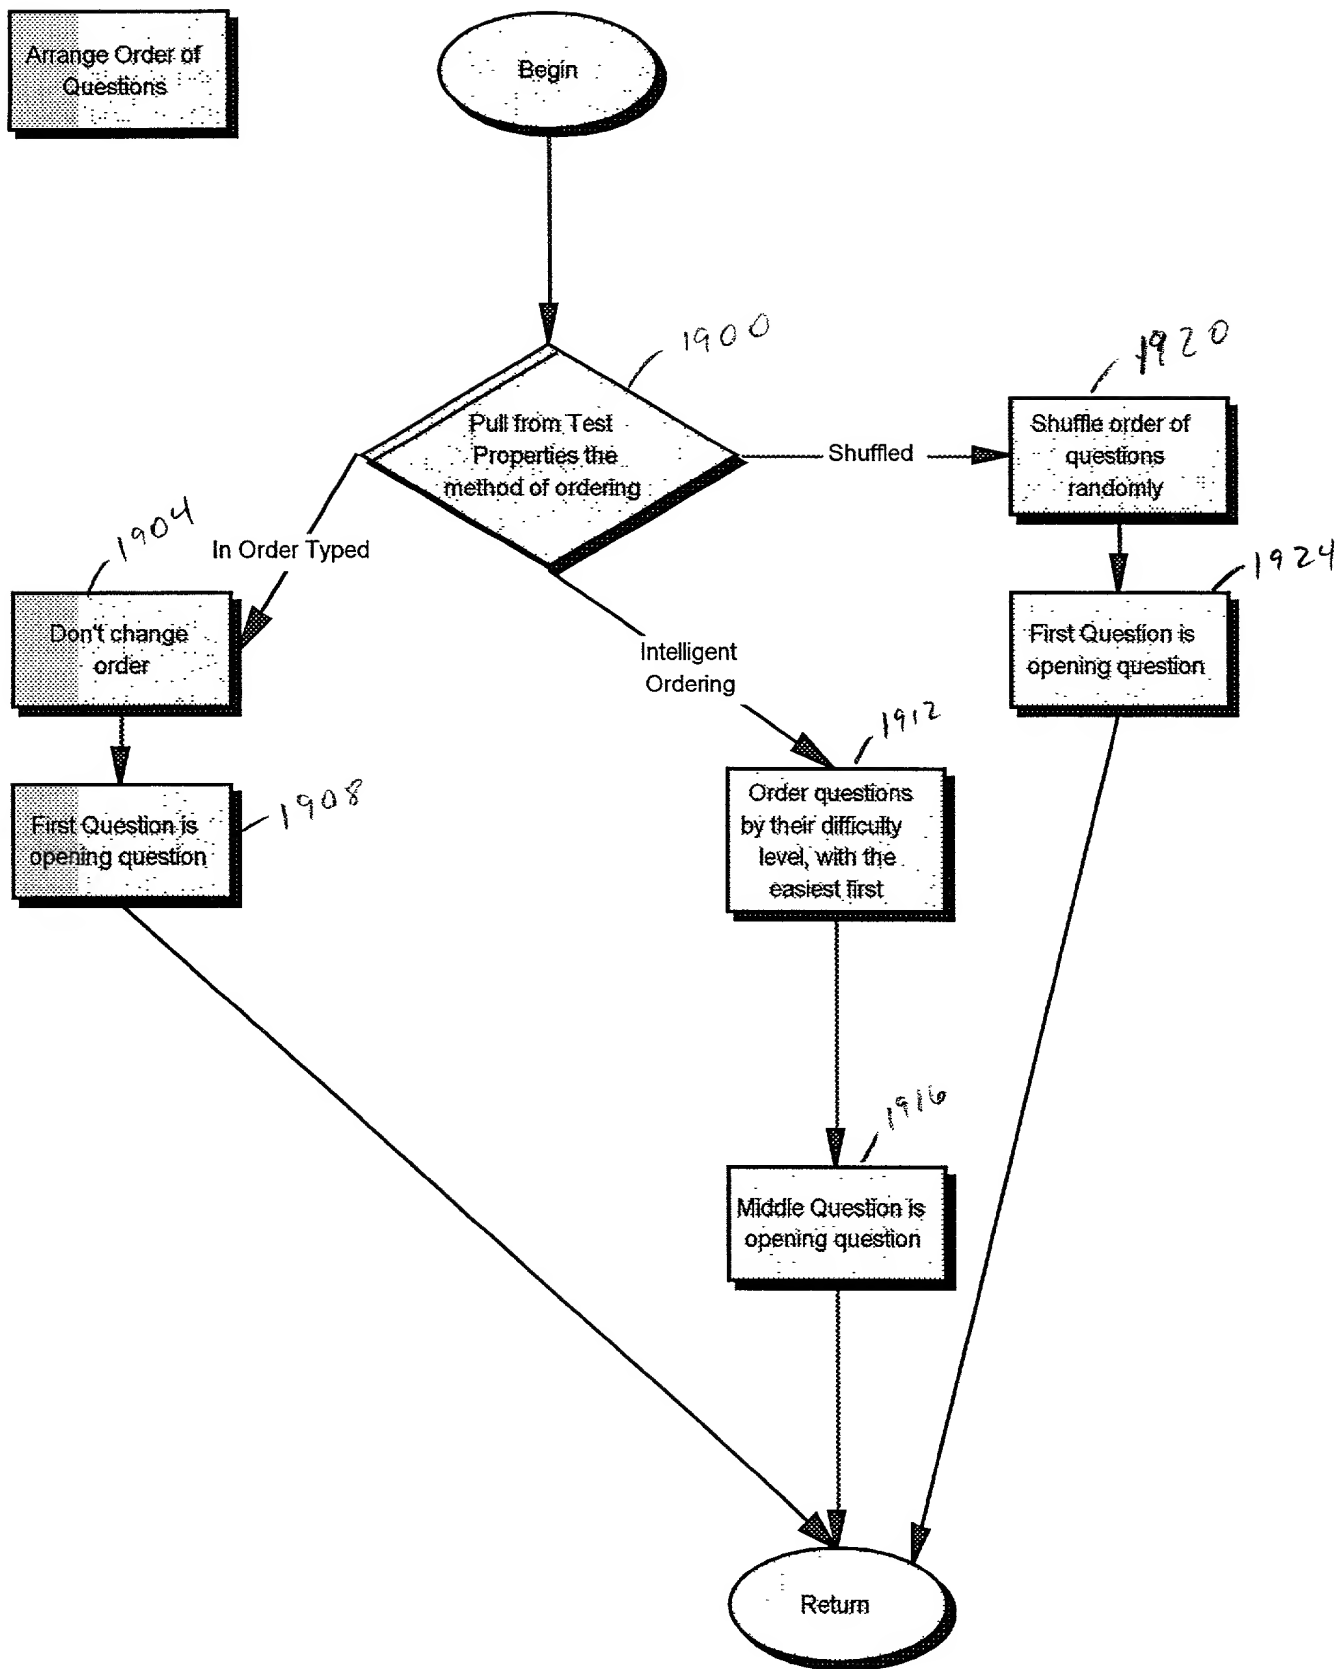 Arrange Order of
Questions
Begin
1900
Pull from Test
Properties the
method of ordering
Shuffled
1920
Shuffle order of
questions
randomly
1924
First Question is
opening question
In Order Typed
1904
Don't change
order
1908
First Question is
opening question
Intelligent
Ordering
1912
Order questions
by their difficulty
level, with the
easiest first
1916
Middle Question is
opening question
Return